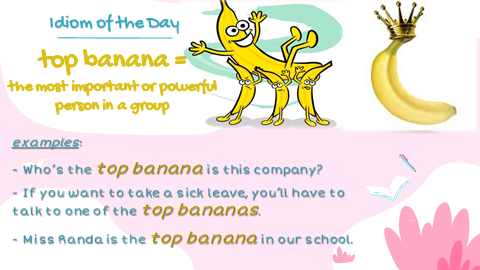 Idiom of the Day
top banana =
the most important or powerful
person in a group
examples:
- Who's the top banana is this company?
- If you want to take a sick leave, you'll have to
talk to one of the top bananas.
- Miss Randa is the top banana in our school.